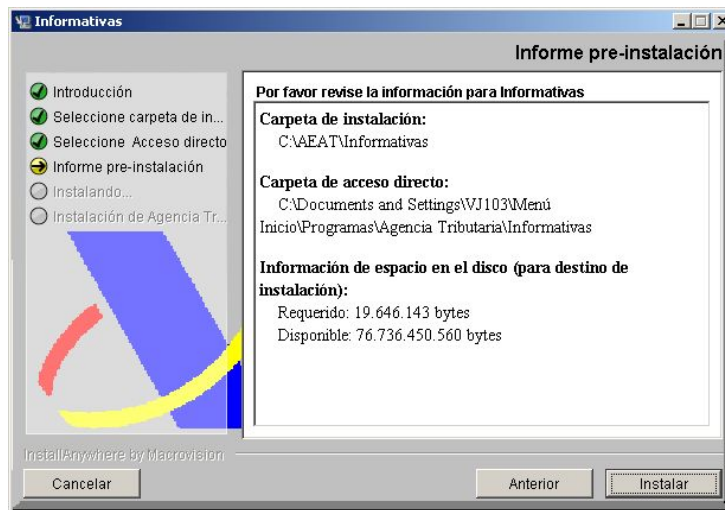 Informativas
Informe pre-instalación
Introducción
Seleccione carpeta de in...
Seleccione Acceso directo
Informe pre-instalación
Instalando...
Instalación de Agencia Tr...
Por favor revise la información para Informativas
Carpeta de instalación:
C:\AEAT\Informativas
Carpeta de acceso directo:
C:\Documents and Settings\VJ103\Menú
Inicio\Programas\Agencia Tributaria\Informativas
Información de espacio en el disco (para destino de
instalación):
Requerido: 19.646.143 bytes
Disponible: 76.736.450.560 bytes
InstallAnywhere by Macrovision
Cancelar
Anterior
Instalar